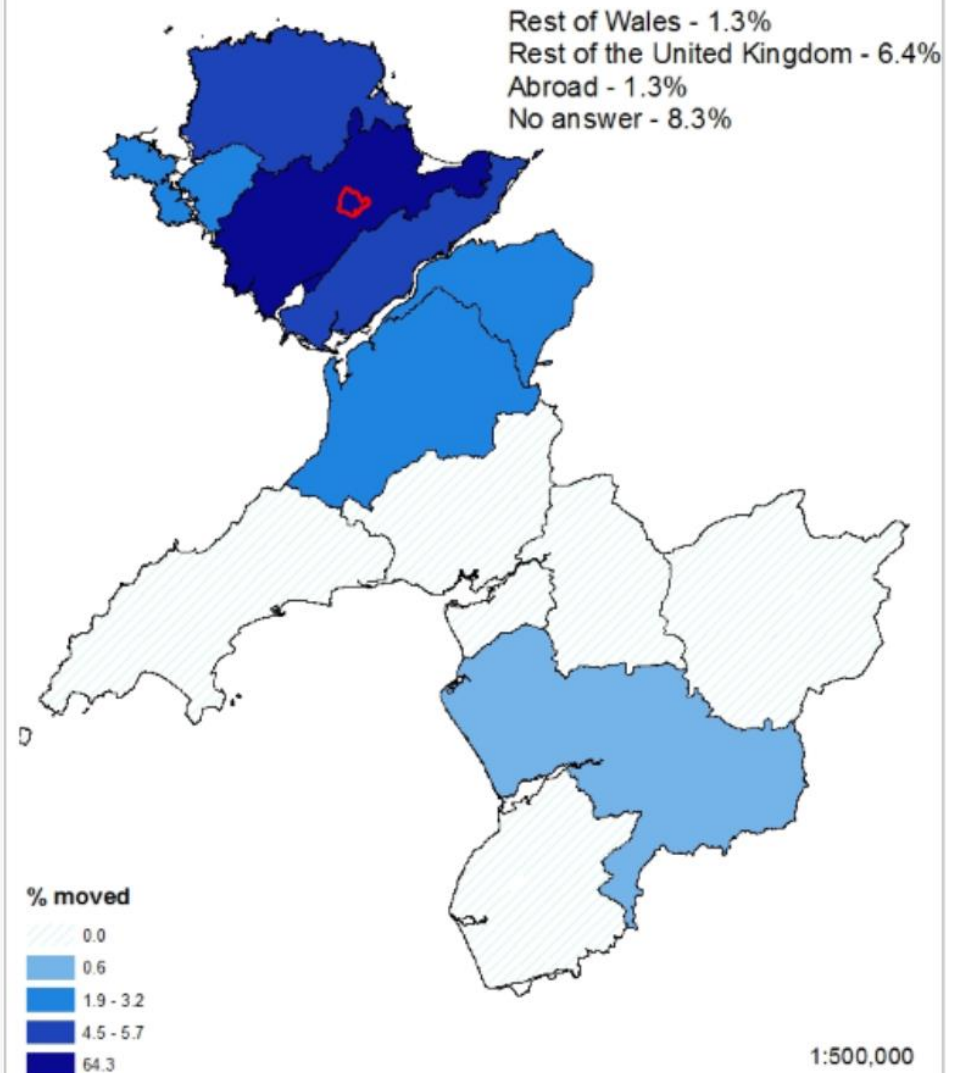 Rest of Wales - 1.3%
Rest of the United Kingdom - 6.4%
Abroad - 1.3%
No answer - 8.3%
% moved
0.0
0.6
1.9 - 3.2
4.5 - 5.7
64.3
1:500,000